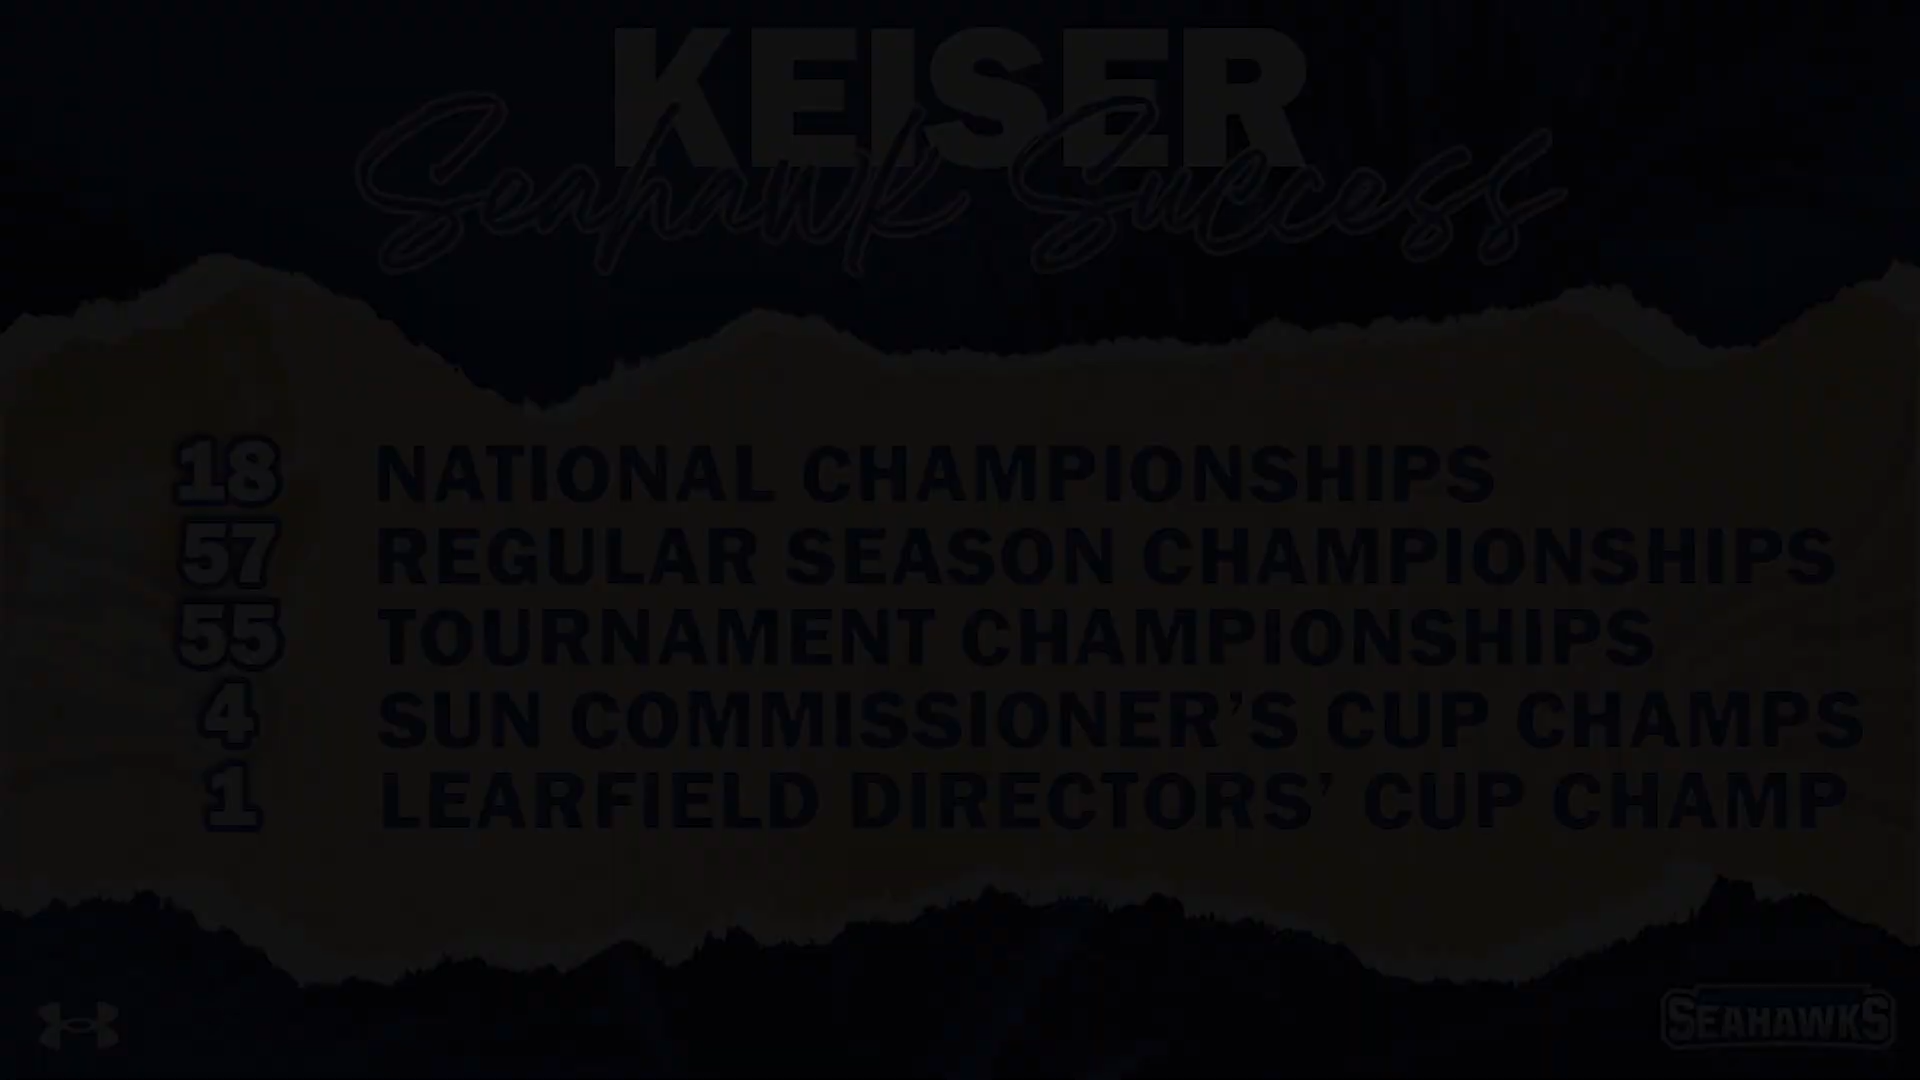 KEISER
Seahawk Success
18 NATIONAL CHAMPIONSHIPS
57 REGULAR SEASON CHAMPIONSHIPS
55 TOURNAMENT CHAMPIONSHIPS
4 SUN COMMISSIONER’S CUP CHAMPS
1 LEARFIELD DIRECTORS’ CUP CHAMP
SEAHAWKS